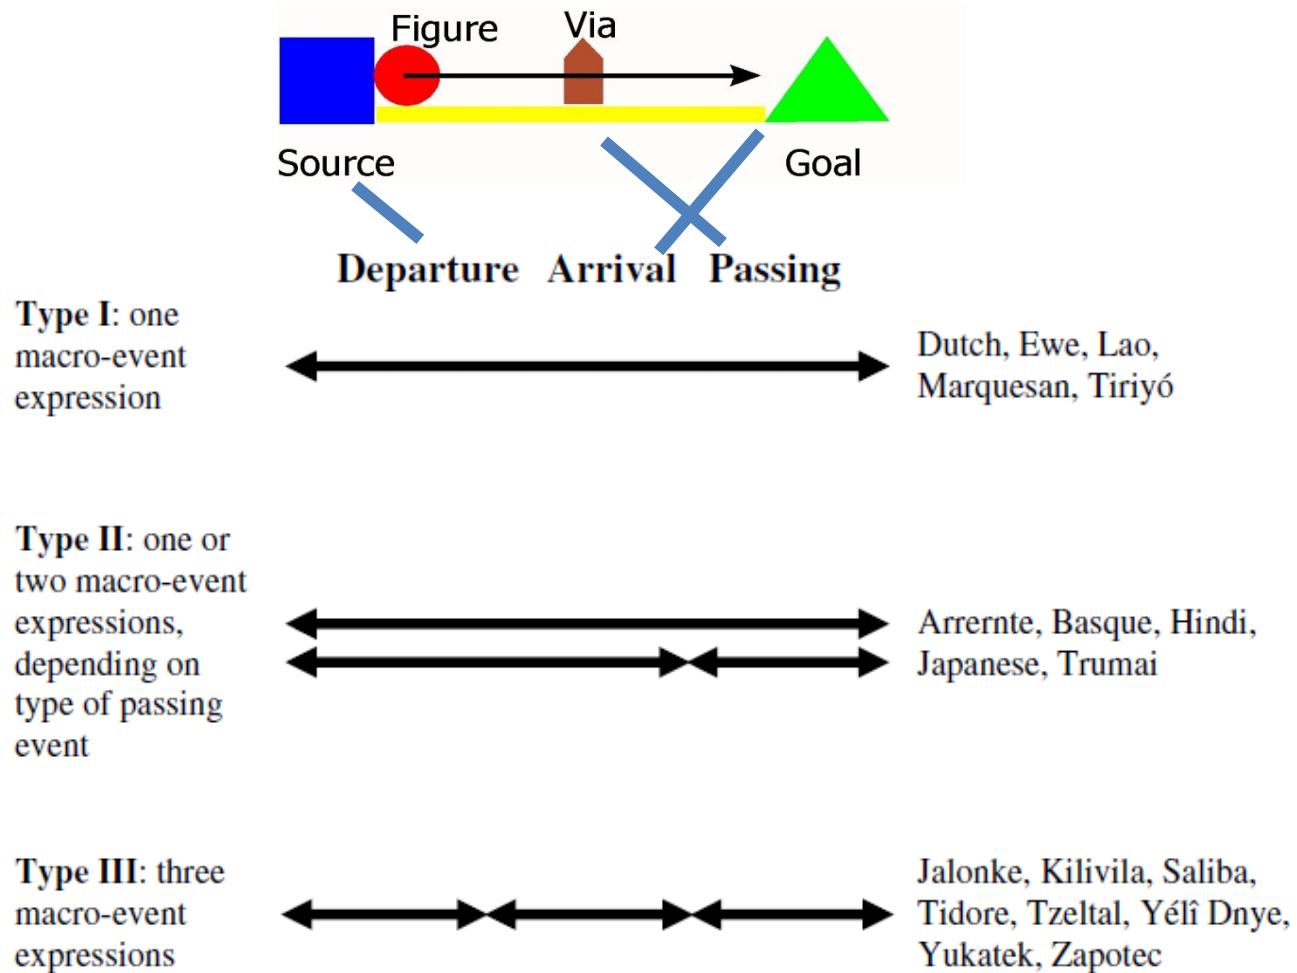 Figure
Via
Source
Goal
Departure Arrival Passing
Type I: one
macro-event
expression
Dutch, Ewe, Lao,
Marquesan, Tiriyó
Type II: one or
two macro-event
expressions,
depending on
type of passing
event
Arrernte, Basque, Hindi,
Japanese, Trumai
Type III: three
macro-event
expressions
Jalonke, Kilivila, Saliba,
Tidore, Tzeltal, Yélî Dnye,
Yukatek, Zapotec